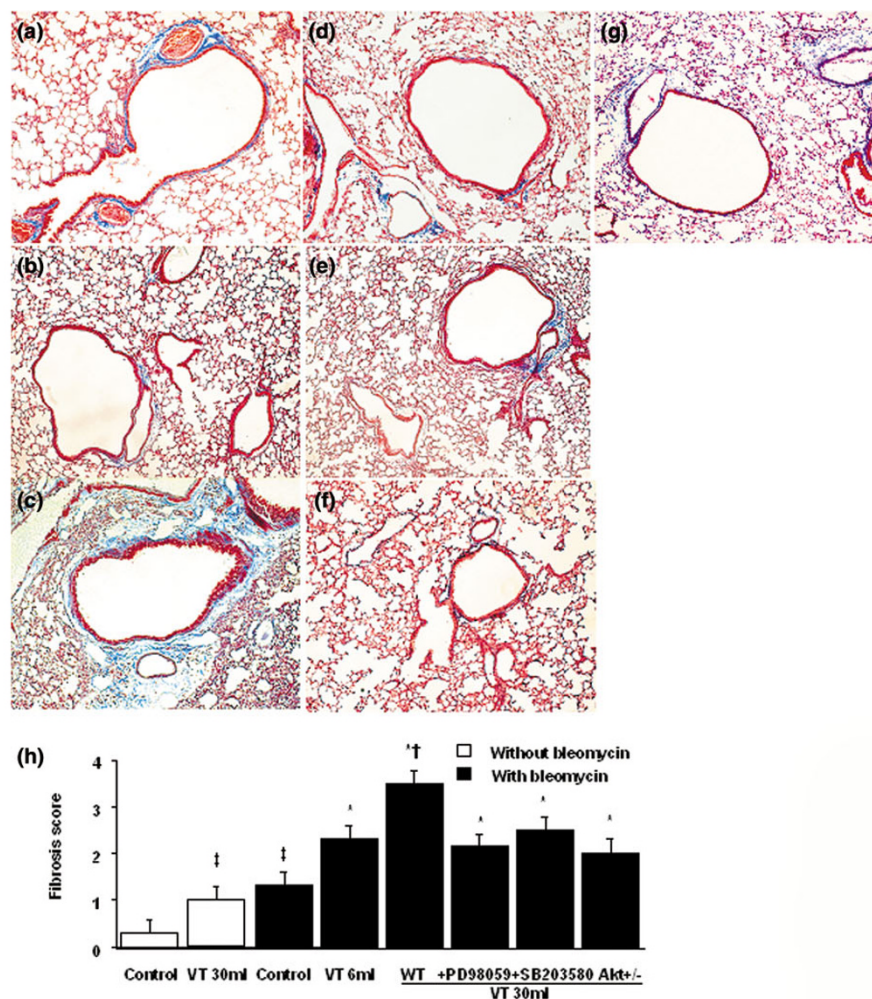 (a)
(d)
(g)
(b)
(e)
(c)
(f)
(h)
4
3
2
1
0
Fibrosis score
*†
Without bleomycin
With bleomycin
‡
‡
*
*
*
*
Control
VT 30ml
Control
VT 6ml
WT
+PD98059
+SB203580
Akt+/-
VT 30ml